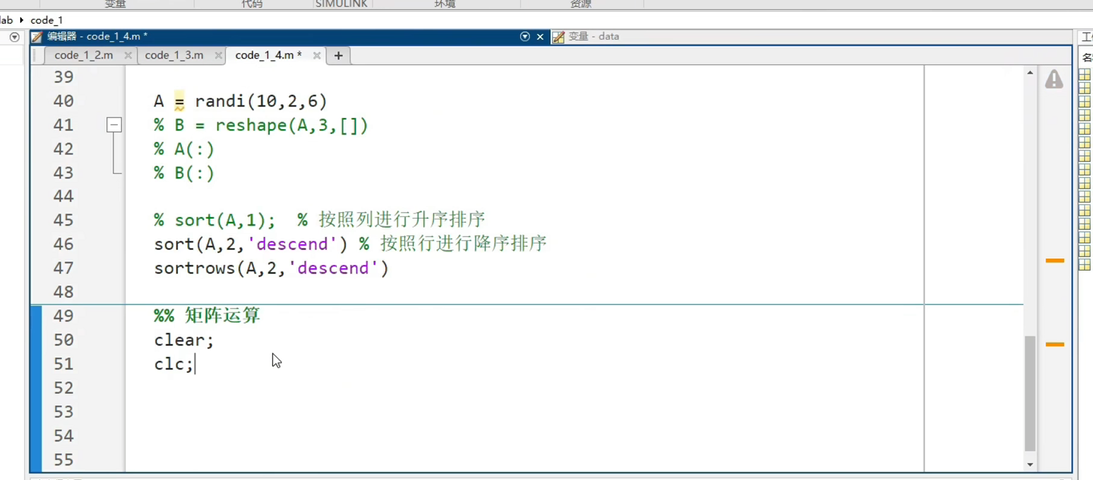 变量 代码 SIMULINK 环境 资源
lab code_1
编辑器 - code_1_4.m * 变量 - data
code_1_2.m code_1_3.m code_1_4.m *
39
40 A = randi(10,2,6)
41 % B = reshape(A,3,[])
42 % A(:)
43 % B(:)
44
45 % sort(A,1); % 按照列进行升序排序
46 sort(A,2,'descend') % 按照行进行降序排序
47 sortrows(A,2,'descend')
48
49 %% 矩阵运算
50 clear;
51 clc;
52
53
54
55